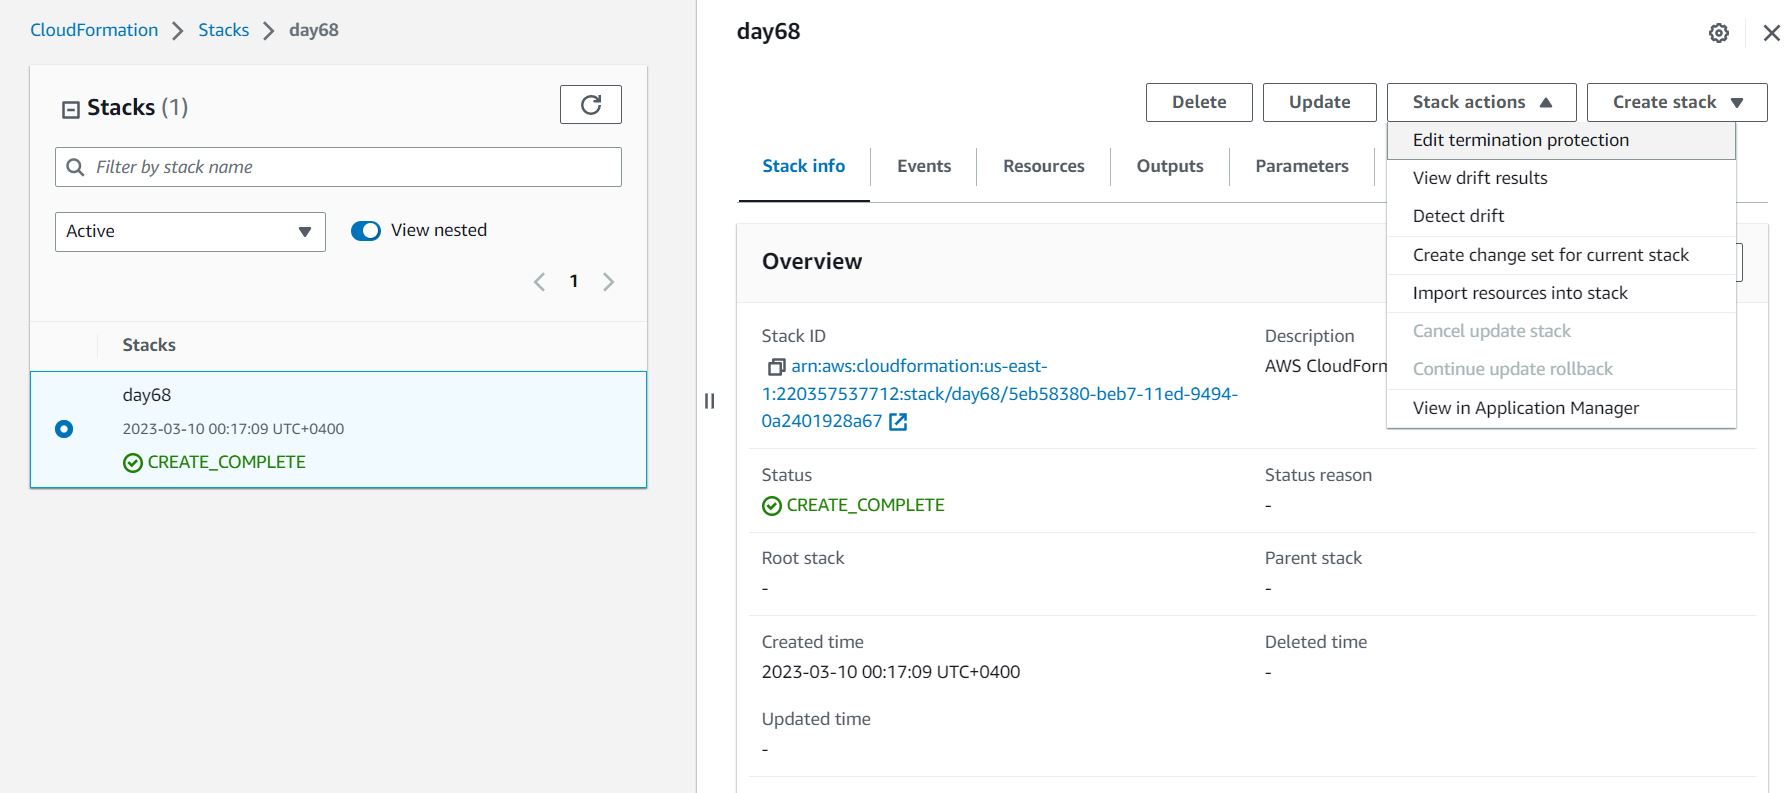 CloudFormation > Stacks > day68
Stacks (1)
Filter by stack name
Active
View nested
1
Stacks
day68
2023-03-10 00:17:09 UTC+0400
CREATE_COMPLETE
day68
Delete
Update
Stack actions
Create stack
Edit termination protection
View drift results
Detect drift
Create change set for current stack
Import resources into stack
Cancel update stack
Continue update rollback
View in Application Manager
Stack info
Events
Resources
Outputs
Parameters
Overview
Stack ID
arn:aws:cloudformation:us-east-
1:220357537712:stack/day68/5eb58380-beb7-11ed-9494-
0a2401928a67
Description
AWS CloudForm
Status
CREATE_COMPLETE
Status reason
-
Root stack
-
Parent stack
-
Created time
2023-03-10 00:17:09 UTC+0400
Deleted time
-
Updated time
-